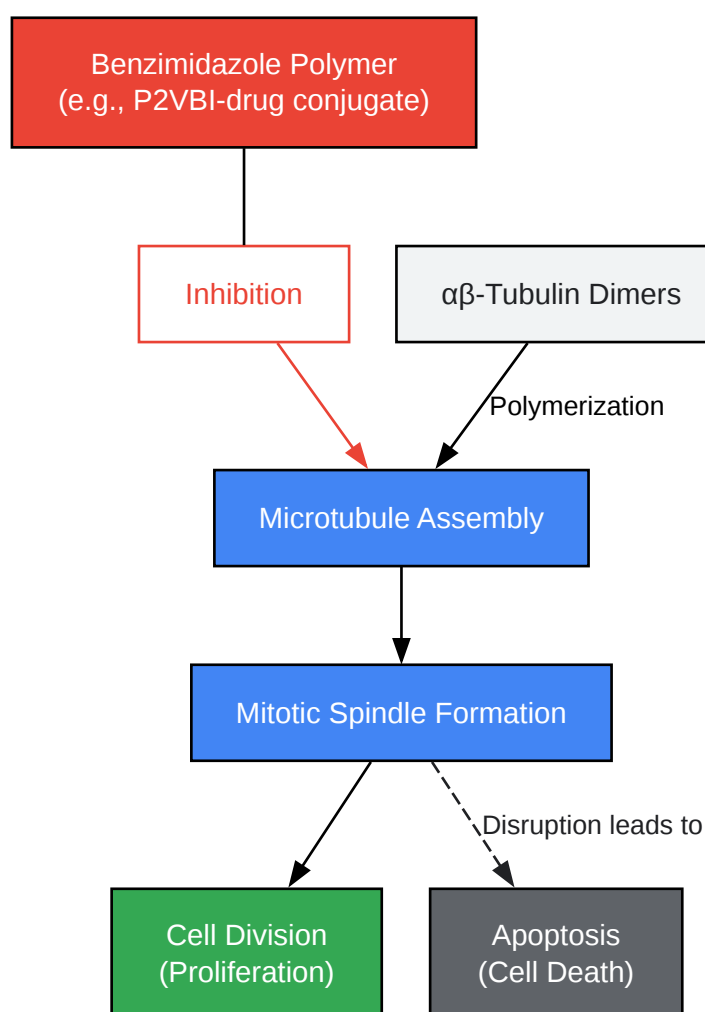 Benzimidazole Polymer
(e.g., P2VBI-drug conjugate)
Inhibition
αβ-Tubulin Dimers
Polymerization
Microtubule Assembly
Mitotic Spindle Formation
Disruption leads to
Cell Division
(Proliferation)
Apoptosis
(Cell Death)